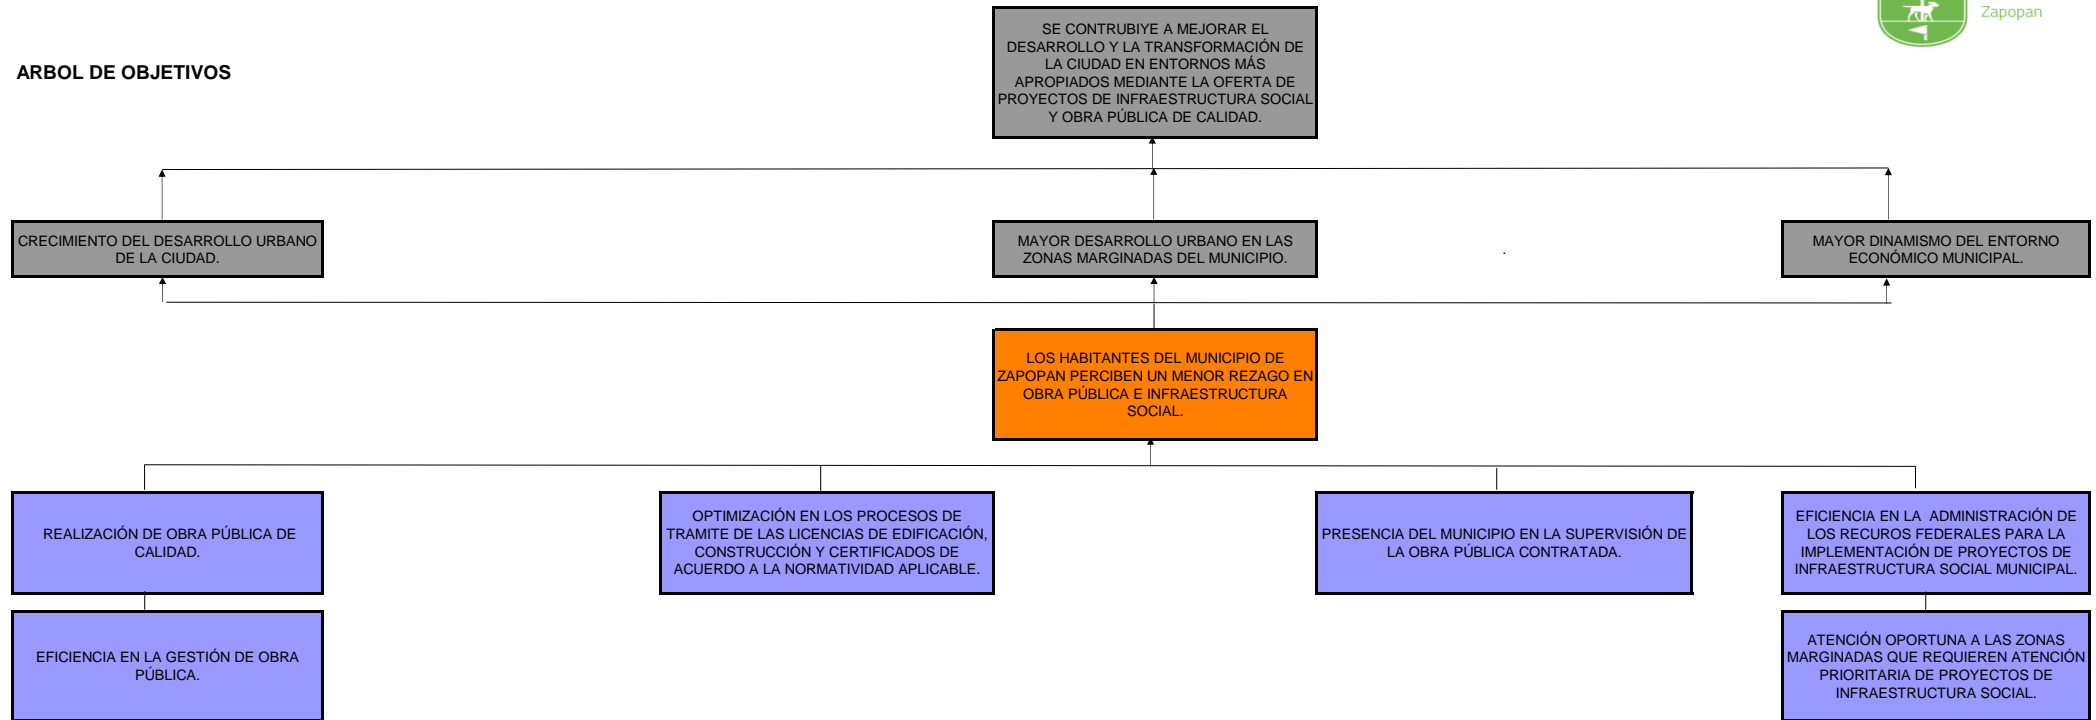 Zapopan
ARBOL DE OBJETIVOS
SE CONTRUBIYE A MEJORAR EL
DESARROLLO Y LA TRANSFORMACIÓN DE
LA CIUDAD EN ENTORNOS MÁS
APROPIADOS MEDIANTE LA OFERTA DE
PROYECTOS DE INFRAESTRUCTURA SOCIAL
Y OBRA PÚBLICA DE CALIDAD.
CRECIMIENTO DEL DESARROLLO URBANO
DE LA CIUDAD.
MAYOR DESARROLLO URBANO EN LAS
ZONAS MARGINADAS DEL MUNICIPIO.
.
MAYOR DINAMISMO DEL ENTORNO
ECONÓMICO MUNICIPAL.
LOS HABITANTES DEL MUNICIPIO DE
ZAPOPAN PERCIBEN UN MENOR REZAGO EN
OBRA PÚBLICA E INFRAESTRUCTURA
SOCIAL.
REALIZACIÓN DE OBRA PÚBLICA DE
CALIDAD.
OPTIMIZACIÓN EN LOS PROCESOS DE
TRAMITE DE LAS LICENCIAS DE EDIFICACIÓN,
CONSTRUCCIÓN Y CERTIFICADOS DE
ACUERDO A LA NORMATIVIDAD APLICABLE.
PRESENCIA DEL MUNICIPIO EN LA SUPERVISIÓN DE
LA OBRA PÚBLICA CONTRATADA.
EFICIENCIA EN LA  ADMINISTRACIÓN DE
LOS RECUROS FEDERALES PARA LA
IMPLEMENTACIÓN DE PROYECTOS DE
INFRAESTRUCTURA SOCIAL MUNICIPAL.
EFICIENCIA EN LA GESTIÓN DE OBRA
PÚBLICA.
ATENCIÓN OPORTUNA A LAS ZONAS
MARGINADAS QUE REQUIEREN ATENCIÓN
PRIORITARIA DE PROYECTOS DE
INFRAESTRUCTURA SOCIAL.